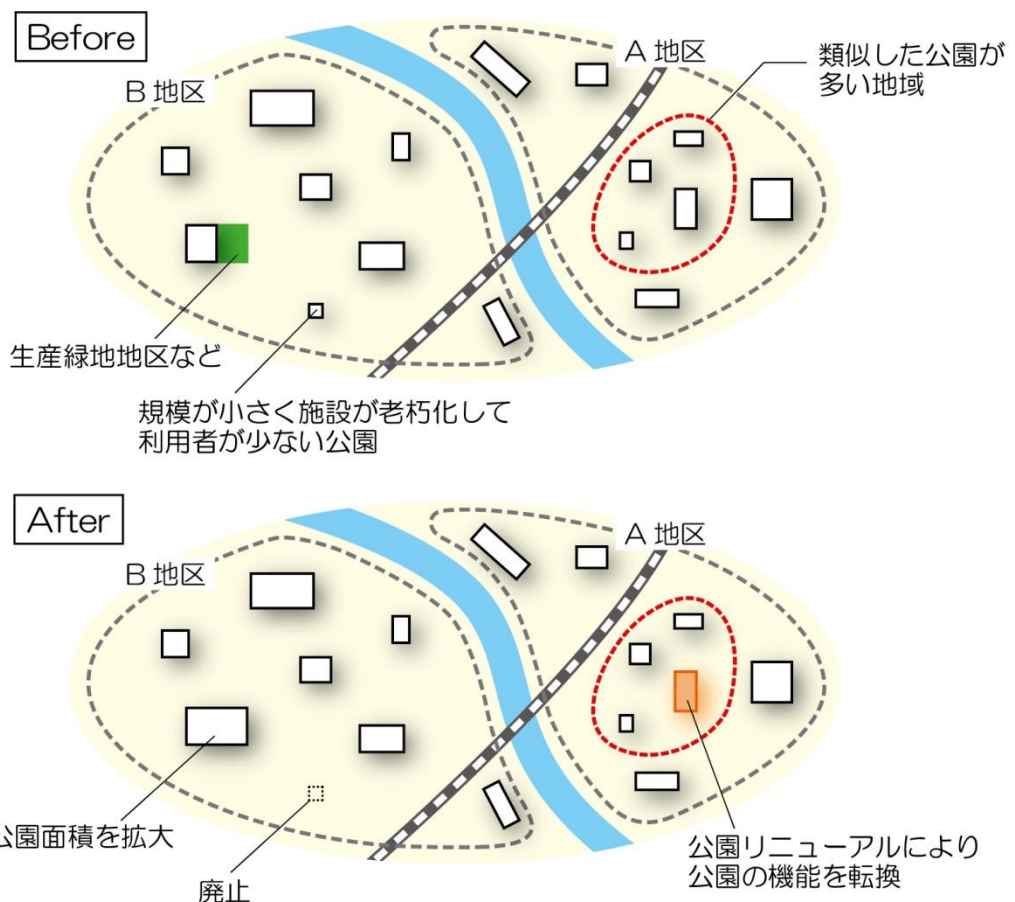 Before
A 地区
類似した公園が
多い地域
B 地区
生産緑地地区など
規模が小さく施設が老朽化して
利用者が少ない公園
After
A 地区
B 地区
公園面積を拡大
廃止
公園リニューアルにより
公園の機能を転換